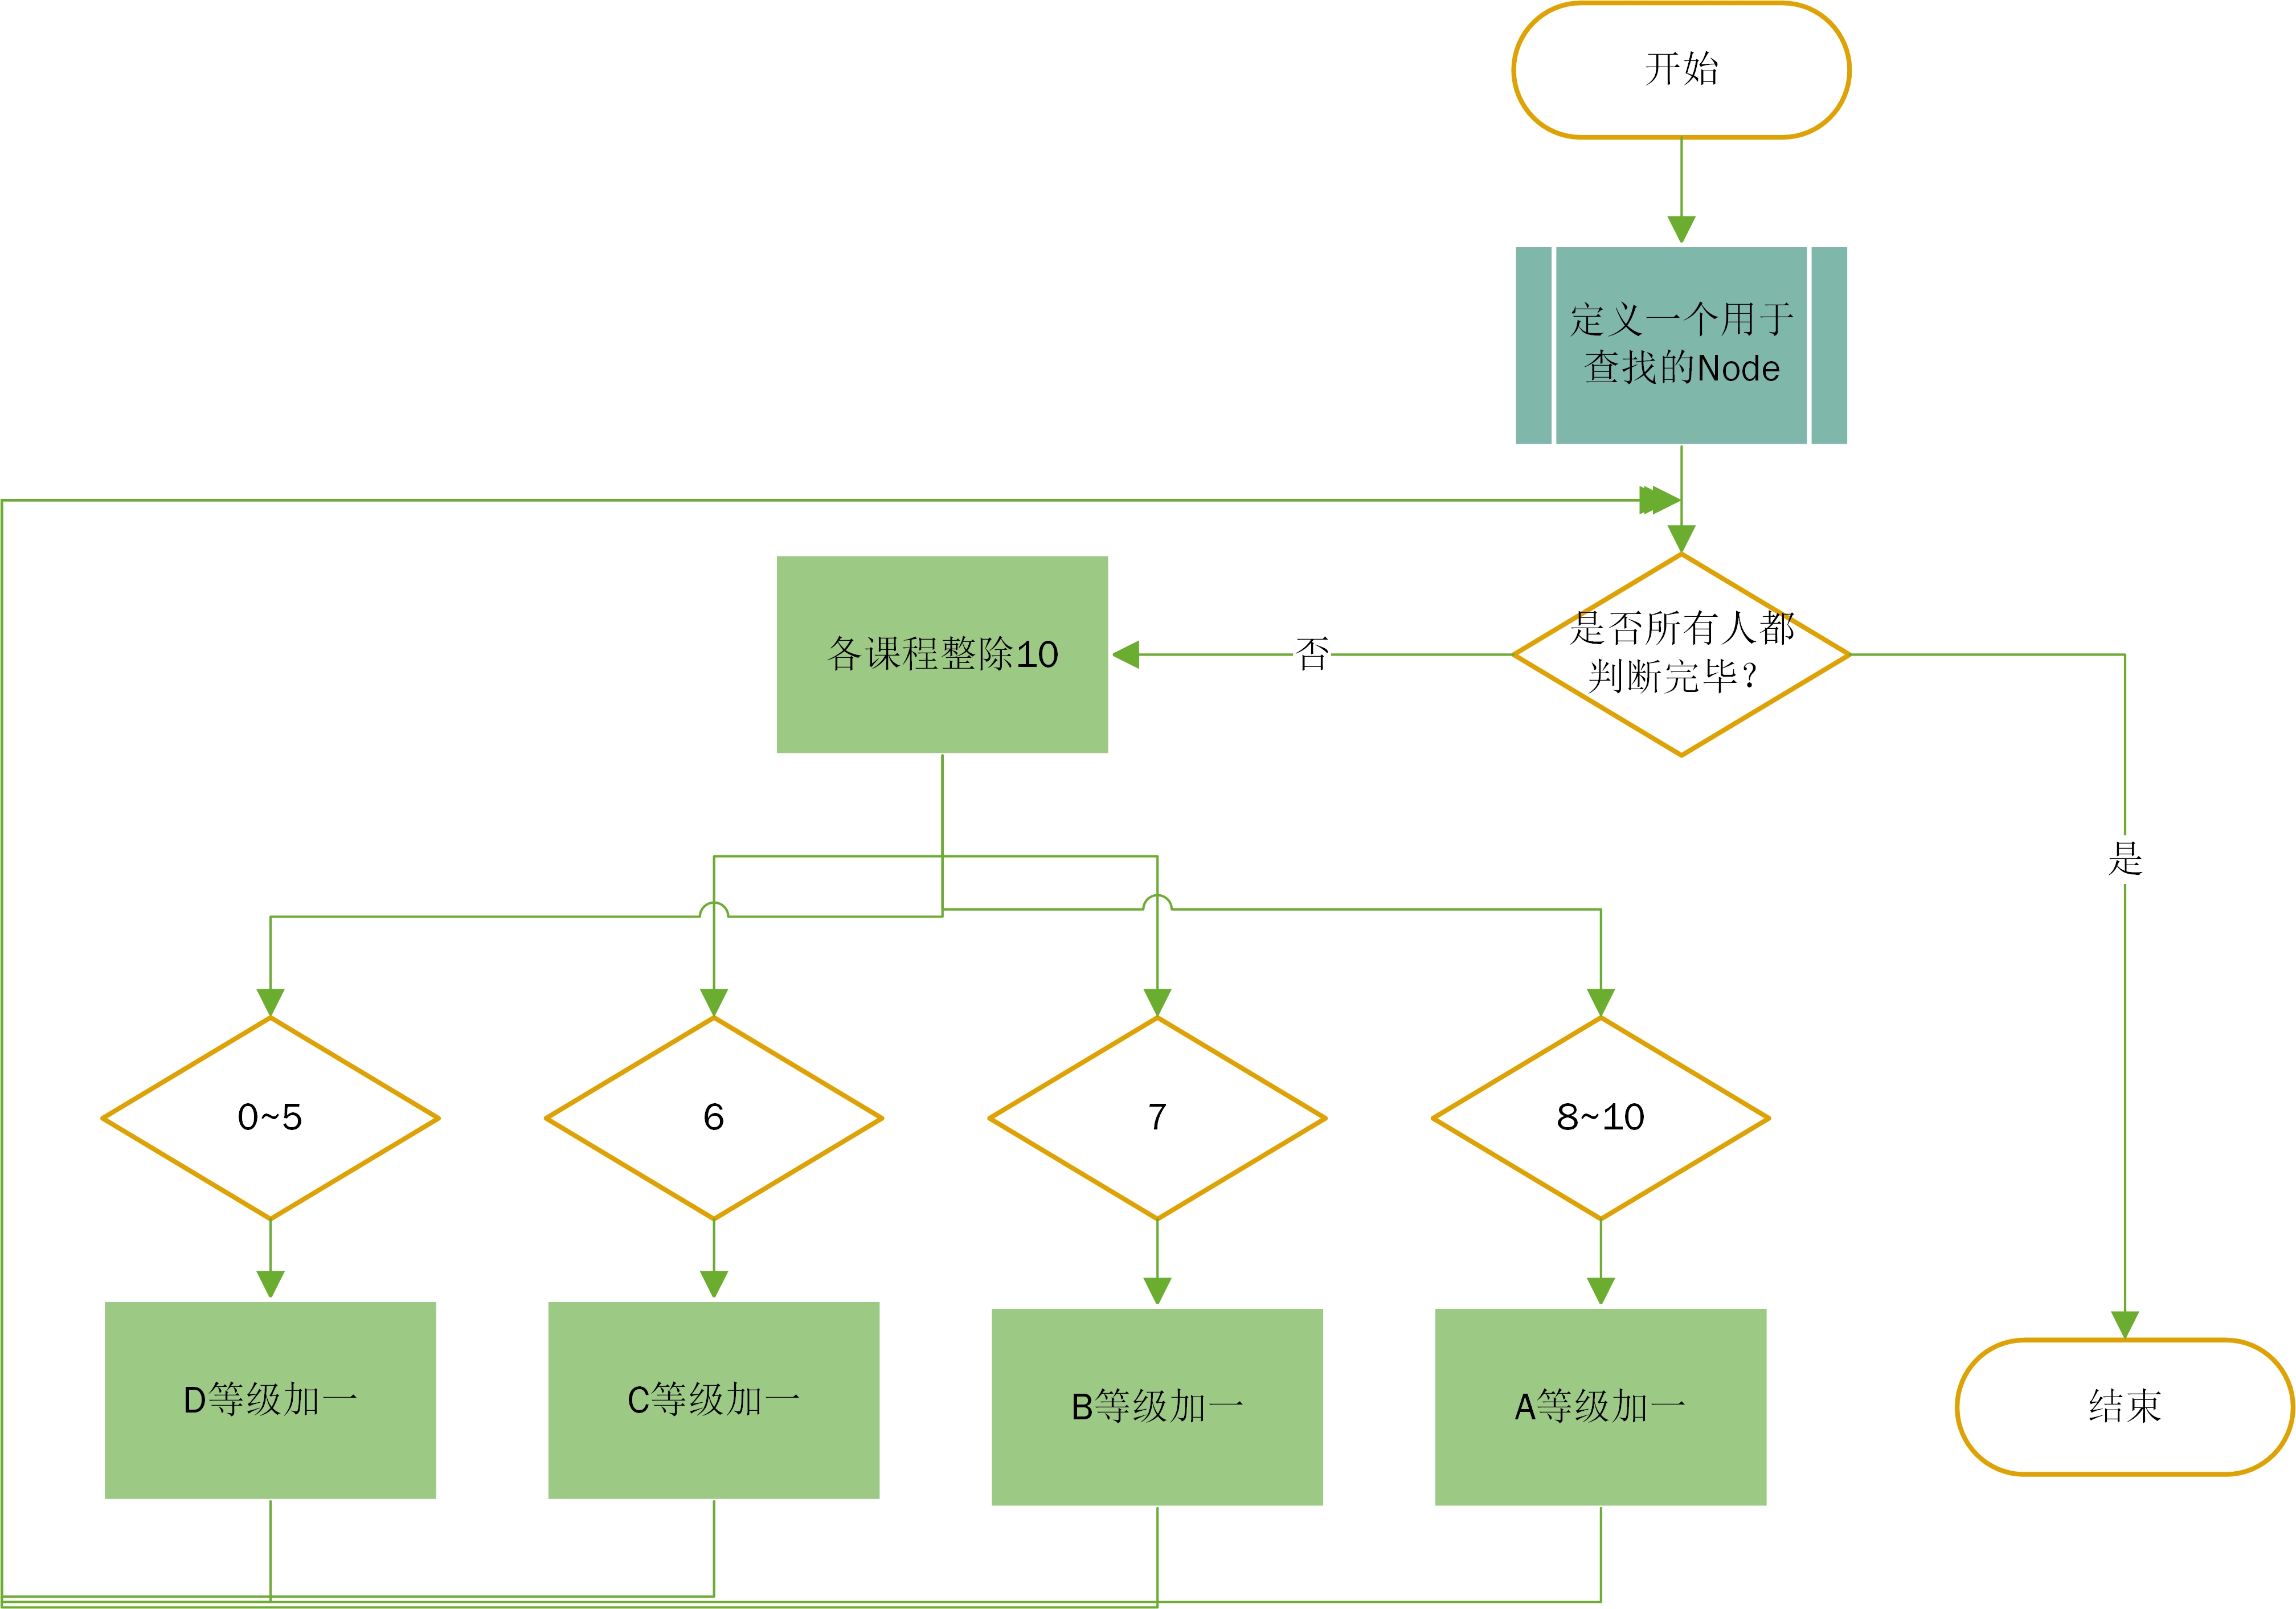 开始
定义一个用于
查找的Node
是否所有人都
判断完毕?
否
各课程整除10
是
0~5
6
7
8~10
D等级加一
C等级加一
B等级加一
A等级加一
结束